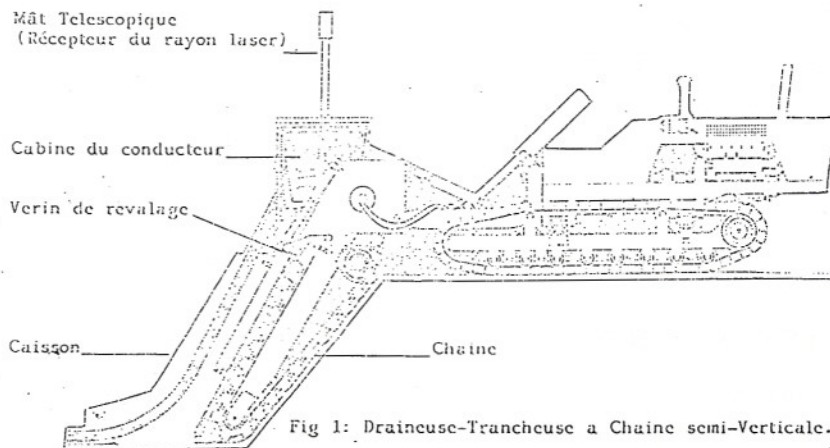 Mât Telescopique
(Récepteur du rayon laser)
Cabine du conducteur
Verin de revalage
Caisson
Chaine
Fig 1: Draineuse-Trancheuse a Chaine semi-Verticale.